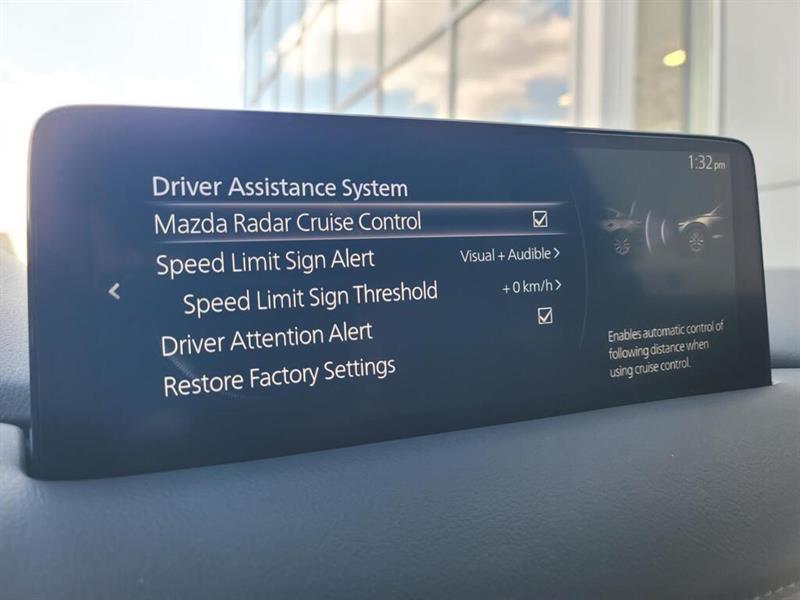 1:32 pm
Driver Assistance System
Mazda Radar Cruise Control
Speed Limit Sign Alert Visual + Audible >
Speed Limit Sign Threshold + 0 km/h >
Driver Attention Alert
Restore Factory Settings
Enables automatic control of
following distance when
using cruise control.